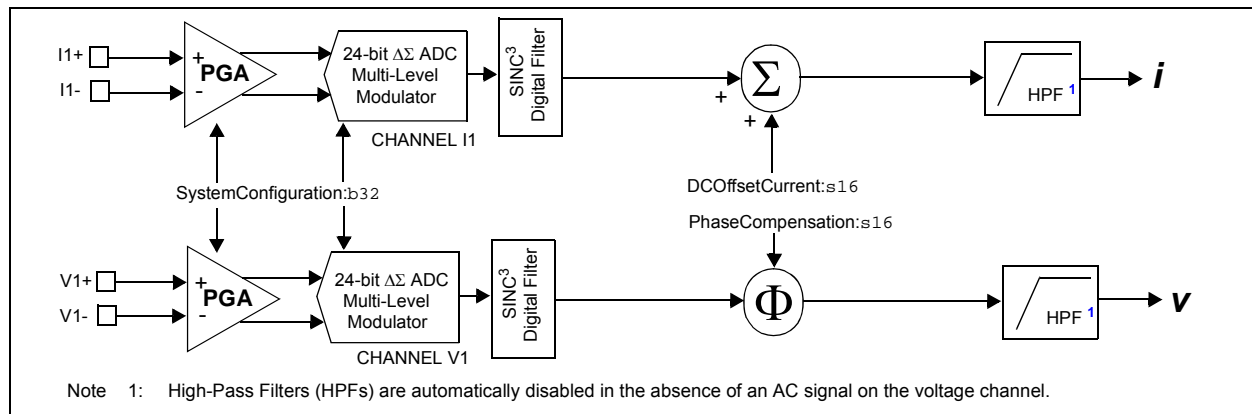 I1+
I1-
+
-
PGA
24-bit ΔΣ ADC
Multi-Level
Modulator
CHANNEL I1
SINC3
Digital Filter
+
+
Σ
HPF 1
i
SystemConfiguration:b32
DCOffsetCurrent:s16
PhaseCompensation:s16
V1+
V1-
+
-
PGA
24-bit ΔΣ ADC
Multi-Level
Modulator
CHANNEL V1
SINC3
Digital Filter
Φ
HPF 1
v
Note 1: High-Pass Filters (HPFs) are automatically disabled in the absence of an AC signal on the voltage channel.